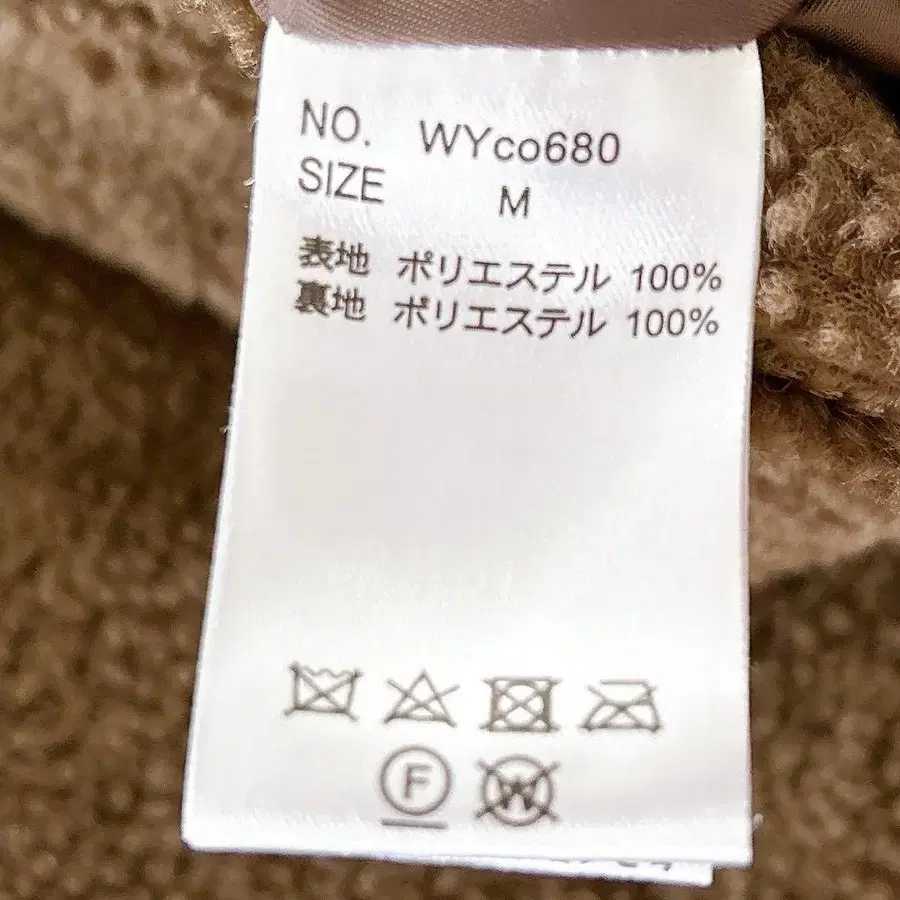 NO. WYco680
SIZE M
表地 ポリエステル 100%
裏地 ポリエステル 100%
F W